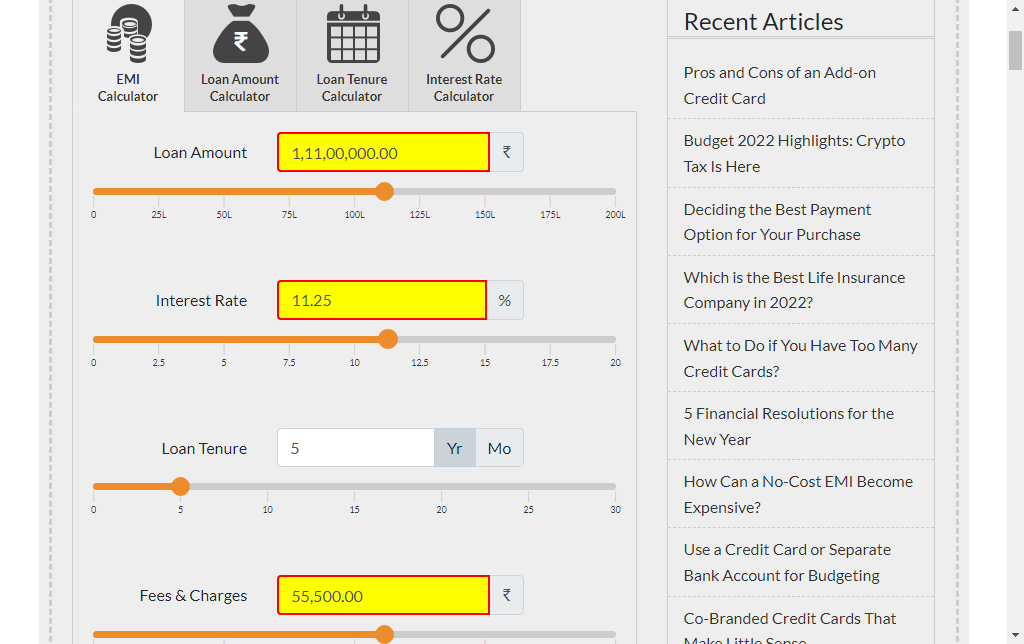 EMI
Calculator
Loan Amount
Calculator
Loan Tenure
Calculator
Interest Rate
Calculator
Loan Amount
1,11,00,000.00
₹
0 25L 50L 75L 100L 125L 150L 175L 200L
Interest Rate
11.25
%
0 2.5 5 7.5 10 12.5 15 17.5 20
Loan Tenure
5
Yr
Mo
0 5 10 15 20 25 30
Fees & Charges
55,500.00
₹
Recent Articles
Pros and Cons of an Add-on
Credit Card
Budget 2022 Highlights: Crypto
Tax Is Here
Deciding the Best Payment
Option for Your Purchase
Which is the Best Life Insurance
Company in 2022?
What to Do if You Have Too Many
Credit Cards?
5 Financial Resolutions for the
New Year
How Can a No-Cost EMI Become
Expensive?
Use a Credit Card or Separate
Bank Account for Budgeting
Co-Branded Credit Cards That
Make Little Sense